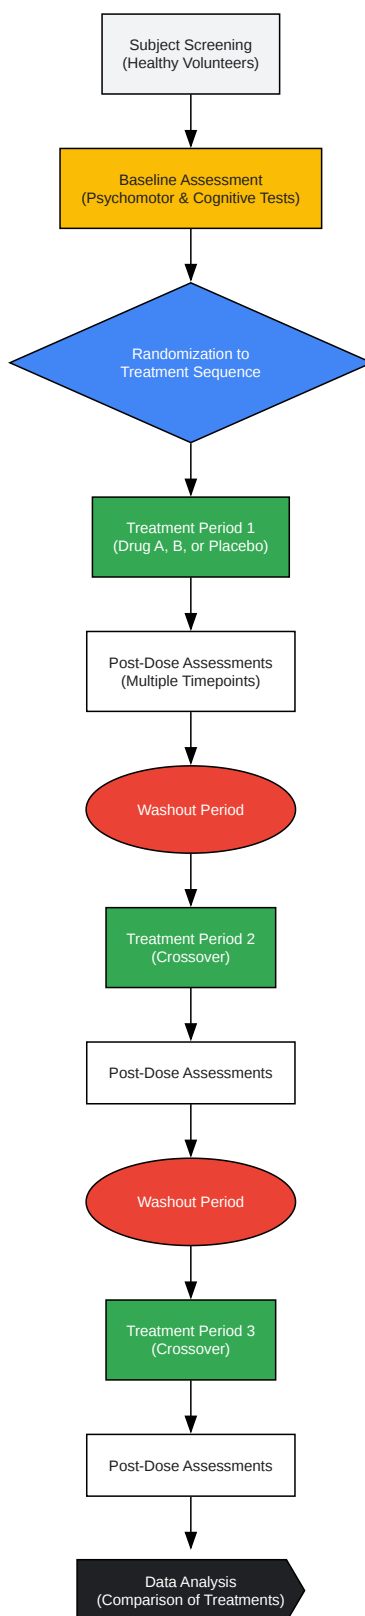 Subject Screening
(Healthy Volunteers)
Baseline Assessment
(Psychomotor & Cognitive Tests)
Randomization to
Treatment Sequence
Treatment Period 1
(Drug A, B, or Placebo)
Post-Dose Assessments
(Multiple Timepoints)
Washout Period
Treatment Period 2
(Crossover)
Post-Dose Assessments
Washout Period
Treatment Period 3
(Crossover)
Post-Dose Assessments
Data Analysis
(Comparison of Treatments)